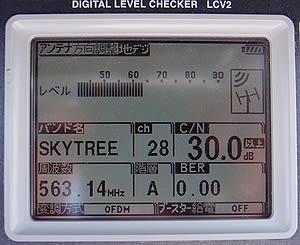 DIGITAL LEVEL CHECKER LCV2
アンテナ方向調整地デジ
50 60 70 80 90
レベル
バンド名 ch C/N
SKYTREE 28 30.0 以上 dB
周波数 階層 BER
563.14MHz A 0.00
変調方式 OFDM ブースター給電 OFF